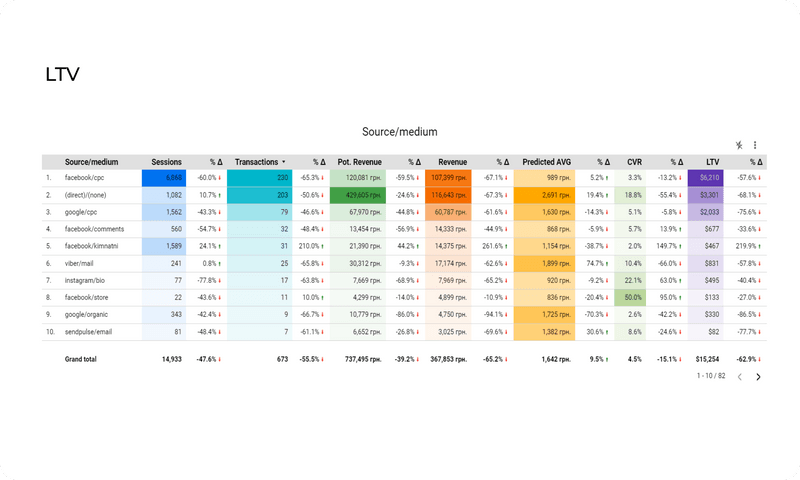 LTV
Source/medium
Source/medium Sessions % Δ Transactions ▼ % Δ Pot. Revenue % Δ Revenue % Δ Predicted AVG % Δ CVR % Δ LTV % Δ
1. facebook/cpc 6,068 -60.0% ↓ 230 -65.3% ↓ 120,081 грн. -59.5% ↓ 107,399 грн. -67.1% ↓ 989 грн. 5.2% ↑ 3.3% -13.2% ↓ $6,210 -57.6% ↓
2. (direct)/(none) 1,082 10.7% ↑ 203 -50.6% ↓ 429,605 грн. -24.6% ↓ 116,643 грн. -67.3% ↓ 2,691 грн. 19.4% ↑ 18.8% -55.4% ↓ $3,301 -68.1% ↓
3. google/cpc 1,562 -43.3% ↓ 79 -46.6% ↓ 67,970 грн. -44.8% ↓ 60,787 грн. -61.6% ↓ 1,630 грн. -14.3% ↓ 5.1% -5.8% ↓ $2,033 -75.6% ↓
4. facebook/comments 560 -54.7% ↓ 32 -48.4% ↓ 13,454 грн. -56.9% ↓ 14,333 грн. -44.9% ↓ 868 грн. -5.9% ↓ 5.7% 13.9% ↑ $677 -33.6% ↓
5. facebook/kimnatni 1,589 24.1% ↑ 31 210.0% ↑ 21,390 грн. 44.2% ↑ 14,375 грн. 261.6% ↑ 1,154 грн. -38.7% ↓ 2.0% 149.7% ↑ $467 219.9% ↑
6. viber/mail 241 0.8% ↑ 25 -65.8% ↓ 30,312 грн. -9.3% ↓ 17,174 грн. -62.6% ↓ 1,899 грн. 74.7% ↑ 10.4% -66.0% ↓ $831 -57.8% ↓
7. instagram/bio 77 -77.8% ↓ 17 -63.8% ↓ 7,669 грн. -68.9% ↓ 7,969 грн. -65.2% ↓ 920 грн. -9.2% ↓ 22.1% 63.0% ↑ $495 -40.4% ↓
8. facebook/store 22 -43.6% ↓ 11 10.0% ↑ 4,299 грн. -14.0% ↓ 4,899 грн. -10.9% ↓ 836 грн. -20.4% ↓ 50.0% 95.0% ↑ $133 -27.0% ↓
9. google/organic 343 -42.4% ↓ 9 -66.7% ↓ 10,779 грн. -86.0% ↓ 4,750 грн. -94.1% ↓ 1,725 грн. -70.3% ↓ 2.6% -42.2% ↓ $330 -86.5% ↓
10. sendpulse/email 81 -48.4% ↓ 7 -61.1% ↓ 6,652 грн. -26.8% ↓ 3,025 грн. -69.6% ↓ 1,382 грн. 30.6% ↑ 8.6% -24.6% ↓ $82 -77.7% ↓
Grand total 14,933 -47.6% ↓ 673 -55.5% ↓ 737,495 грн. -39.2% ↓ 367,853 грн. -65.2% ↓ 1,642 грн. 9.5% ↑ 4.5% -15.1% ↓ $15,254 -62.9% ↓
1 - 10 / 82